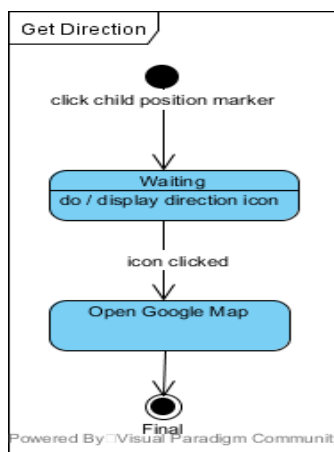 Get Direction
click child position marker
Waiting
do / display direction icon
icon clicked
Open Google Map
Final
Powered By Visual Paradigm Communit